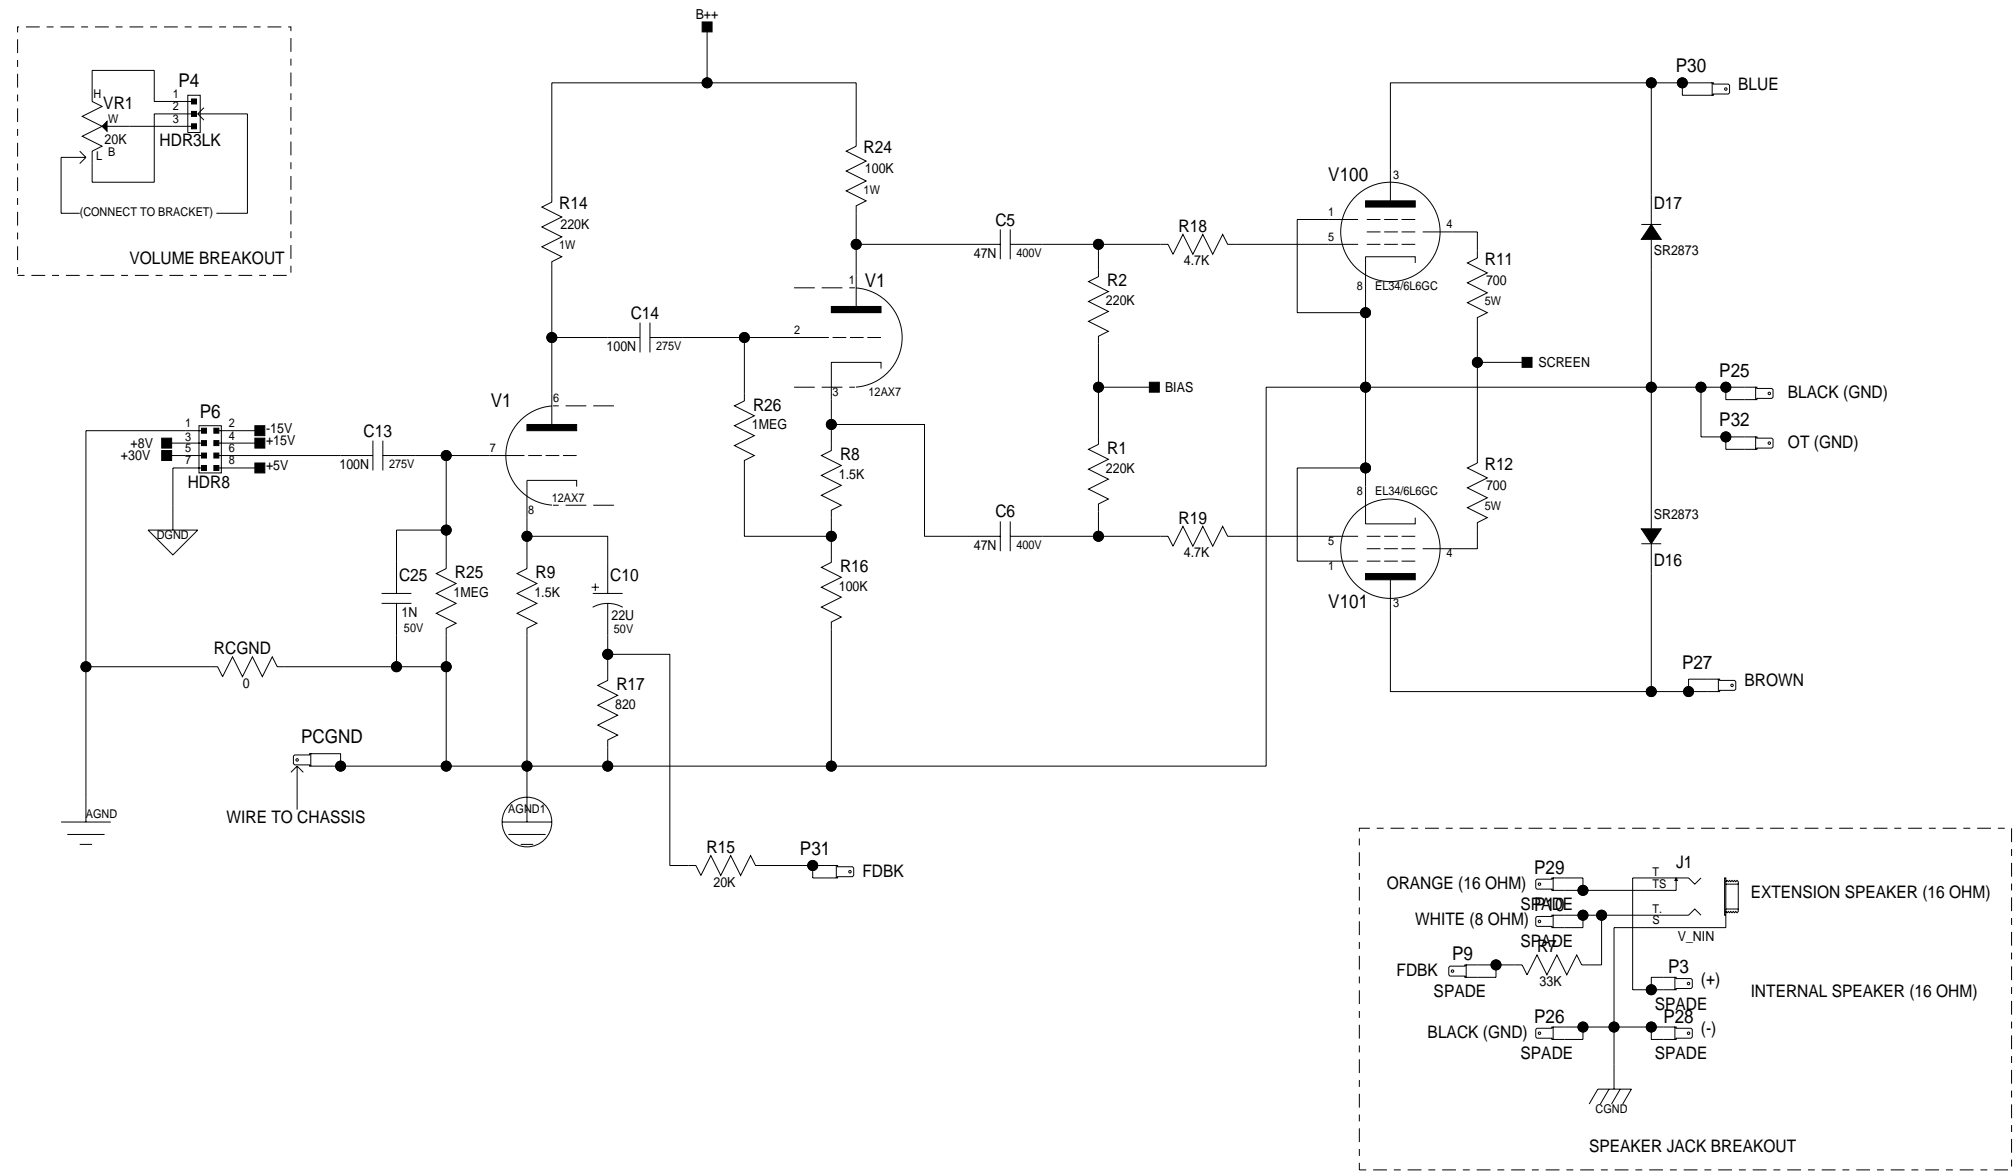 B++
P4
H
VR1
1
2
W
3
20K
HDR3LK
L B
(CONNECT TO BRACKET)
VOLUME BREAKOUT
P30
BLUE
R24
100K
1W
R14
220K
1W
V100
3
1
4
5
8
EL34/6L6GC
D17
SR2873
C5
47N
400V
R18
4.7K
R11
700
5W
R2
220K
V1
1
2
3
12AX7
C14
100N
275V
SCREEN
BIAS
P25
BLACK (GND)
P32
OT (GND)
P6
1
2
-15V
+8V
3
4
+15V
+30V
5
6
7
8
+5V
HDR8
DGND
C13
100N
275V
V1
6
7
8
12AX7
R26
1MEG
R8
1.5K
R1
220K
R12
700
5W
8
EL34/6L6GC
5
4
1
3
V101
C6
47N
400V
R19
4.7K
SR2873
D16
C25
1N
50V
R25
1MEG
R9
1.5K
+
C10
22U
50V
R16
100K
RCGND
0
R17
820
P27
BROWN
PCGND
WIRE TO CHASSIS
AGND
AGND1
R15
20K
P31
FDBK
ORANGE (16 OHM)
P29
SPADE
T
TS
J1
EXTENSION SPEAKER (16 OHM)
WHITE (8 OHM)
P10
SPADE
T.
S
V_NIN
FDBK
P9
SPADE
R7
33K
P3
(+)
SPADE
INTERNAL SPEAKER (16 OHM)
BLACK (GND)
P26
SPADE
P28
(-)
SPADE
CGND
SPEAKER JACK BREAKOUT